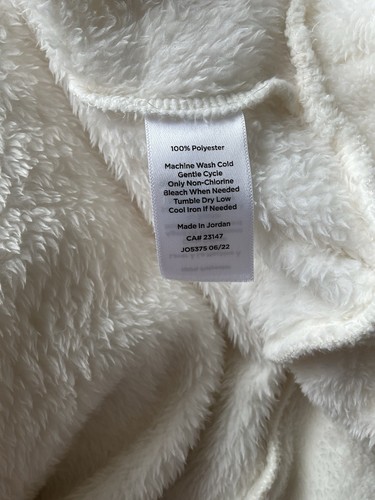 100% Polyester
Machine Wash Cold
Gentle Cycle
Only Non-Chlorine
Bleach When Needed
Tumble Dry Low
Cool Iron If Needed
Made In Jordan
CA# 23147
JO5375 06/22